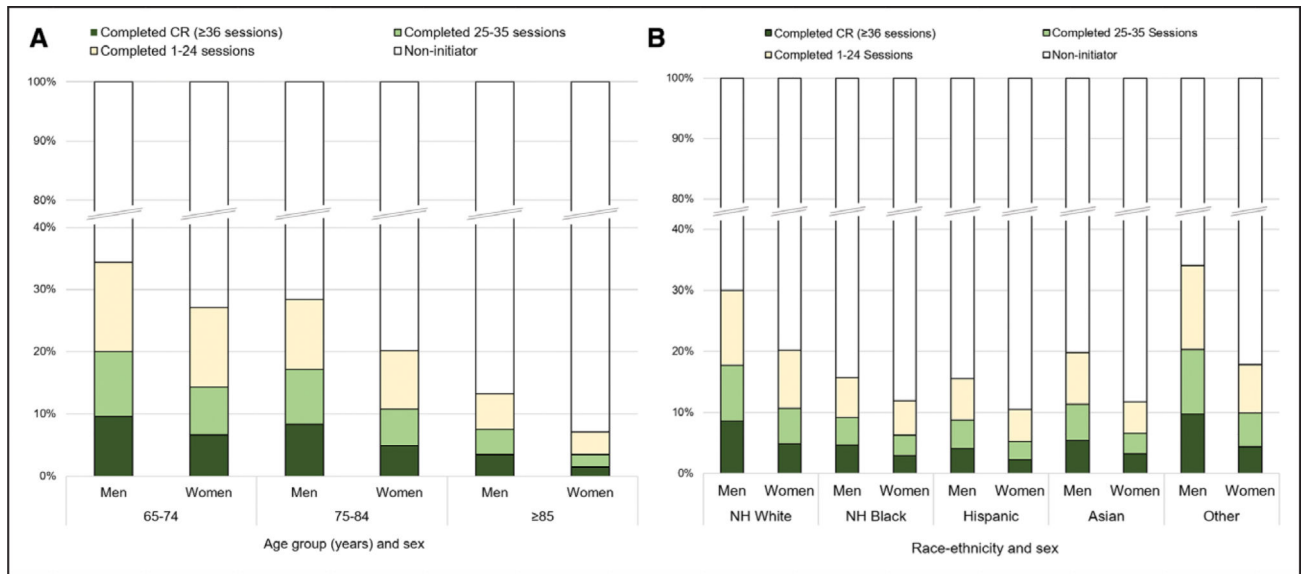 A
Completed CR (≥36 sessions) Completed 25-35 sessions
Completed 1-24 sessions Non-initiator
100%
90%
80%
40%
30%
20%
10%
0%
Men Women Men Women Men Women
65-74 75-84 ≥85
Age group (years) and sex
B
Completed CR (≥36 sessions) Completed 25-35 Sessions
Completed 1-24 Sessions Non-initiator
100%
90%
80%
40%
30%
20%
10%
0%
Men Women Men Women Men Women Men Women Men Women
NH White NH Black Hispanic Asian Other
Race-ethnicity and sex